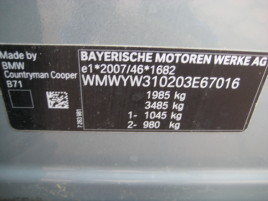 Made by
BMW
Countryman Cooper
B71
BAYERISCHE MOTOREN WERKE AG
e1*2007/46*1682
WMWYW310203E67016
1985 kg
3485 kg
1- 1045 kg
2- 980 kg